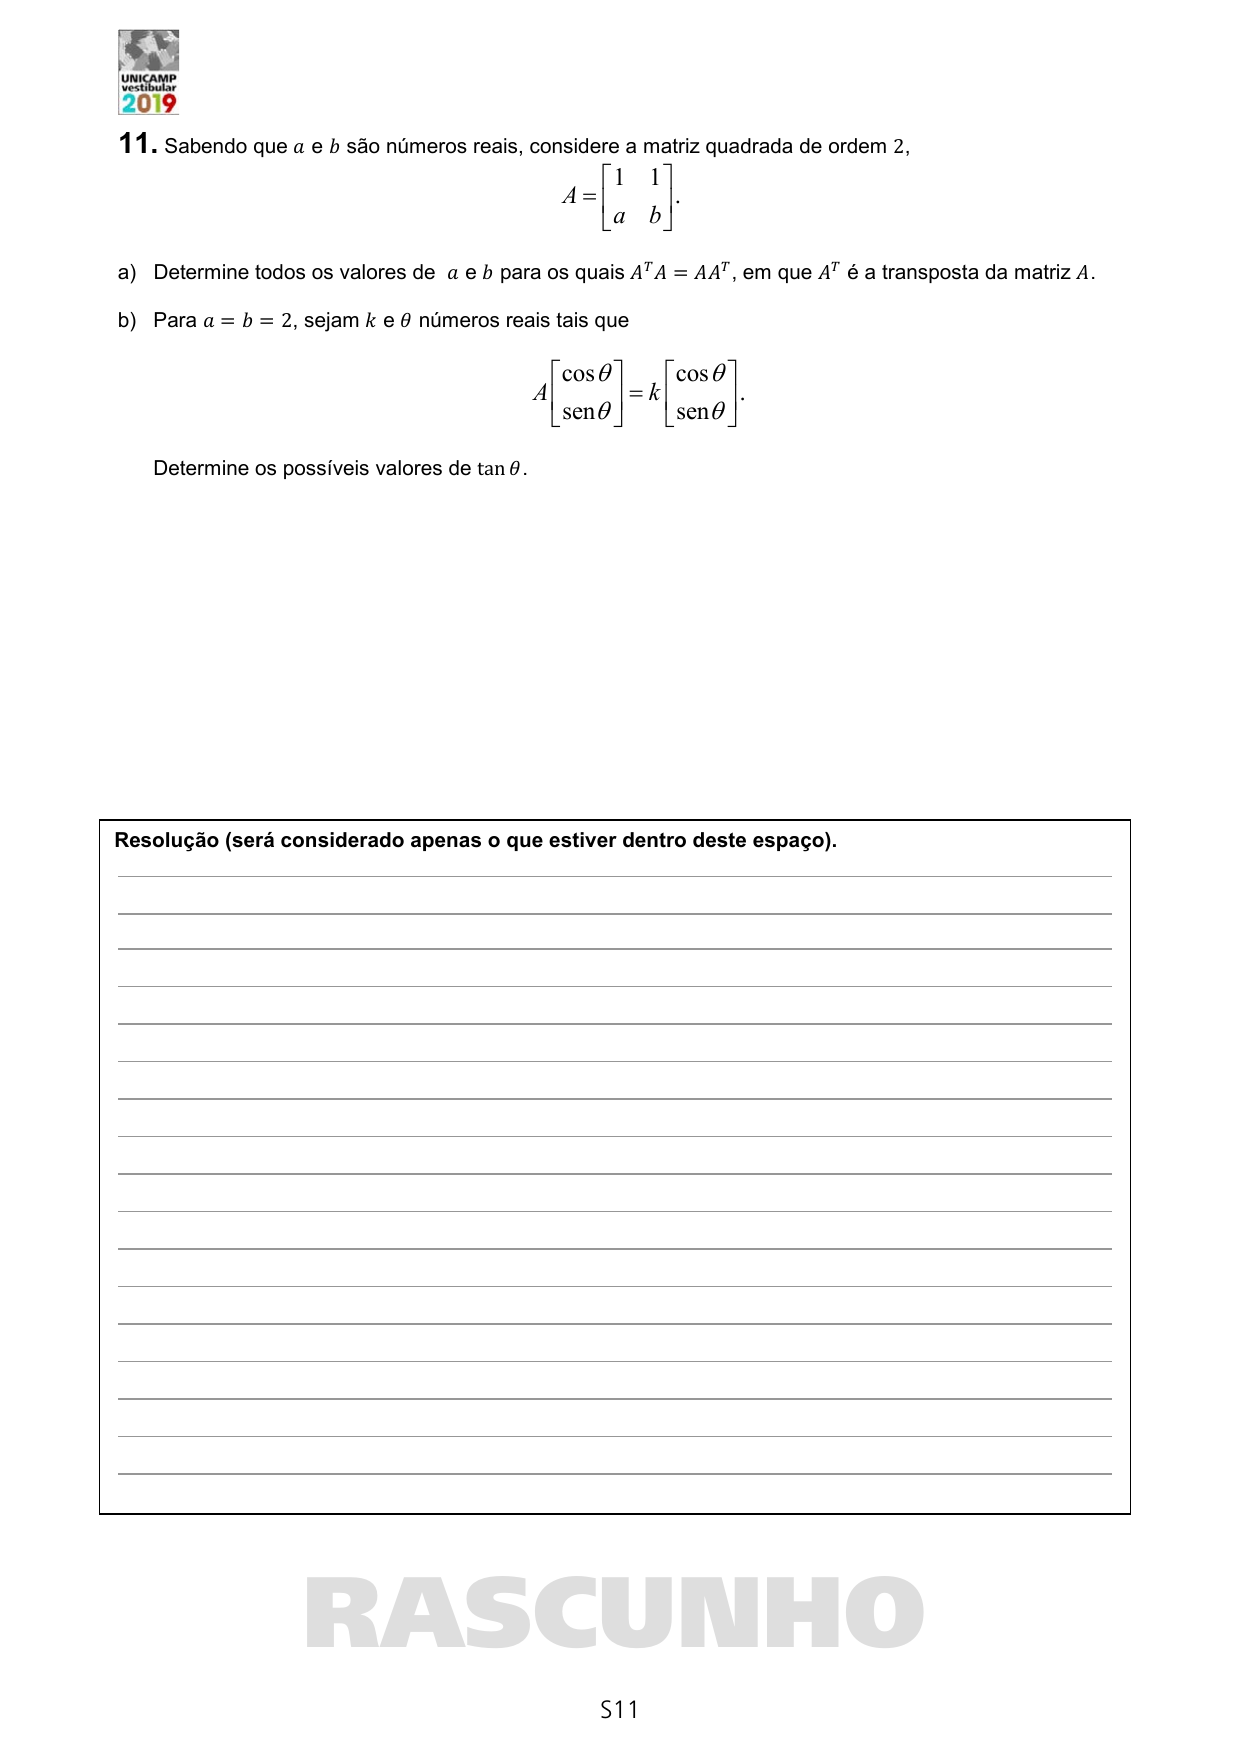 UNICAMP
vestibular
2019
11. Sabendo que a e b são números reais, considere a matriz quadrada de ordem 2,
A = [1 1
a b].
a) Determine todos os valores de a e b para os quais AᵀA = AAᵀ, em que Aᵀ é a transposta da matriz A.
b) Para a = b = 2, sejam k e θ números reais tais que
A[cos θ
sen θ] = k[cos θ
sen θ].
Determine os possíveis valores de tan θ.
Resolução (será considerado apenas o que estiver dentro deste espaço).
RASCUNHO
S11